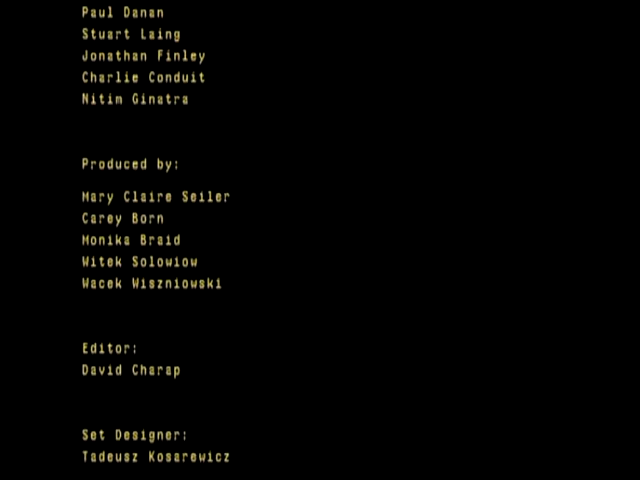 Paul Danan
Stuart Laing
Jonathan Finley
Charlie Conduit
Nitin Ginatra
Produced by:
Mary Claire Seiler
Carey Born
Monika Braid
Witek Solowiow
Wacek Wiszniowski
Editor:
David Charap
Set Designer:
Tadeusz Kosarewicz